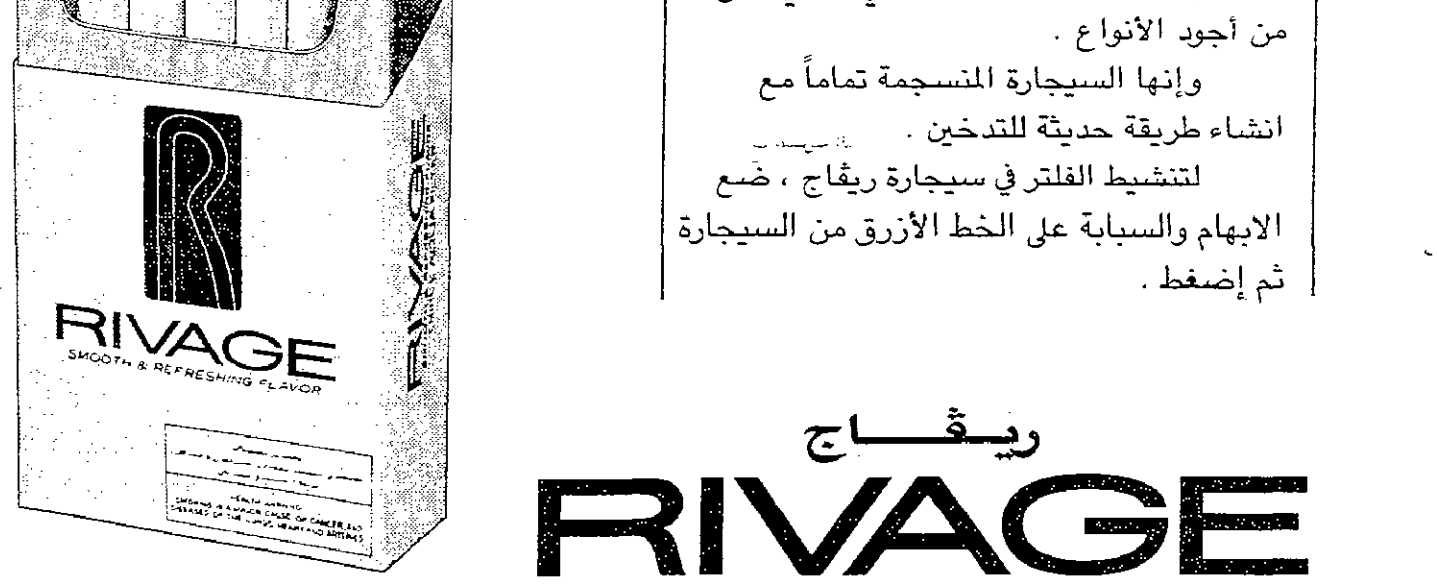 من أجود الأنواع .
وإنها السيجارة المنسجمة تماماً مع
انشاء طريقة حديثة للتدخين .
لتنشيط الفلتر في سيجارة ريڤاج ، ضع
الابهام والسبابة على الخط الأزرق من السيجارة
ثم إضغط .
ريڤـــاج
RIVAGE
RIVAGE
SMOOTH & REFRESHING FLAVOR
RIVAGE
HEALTH WARNING
SMOKING IS A MAJOR CAUSE OF CANCER, AND
DISEASES OF THE LUNGS, HEART AND ARTERIES